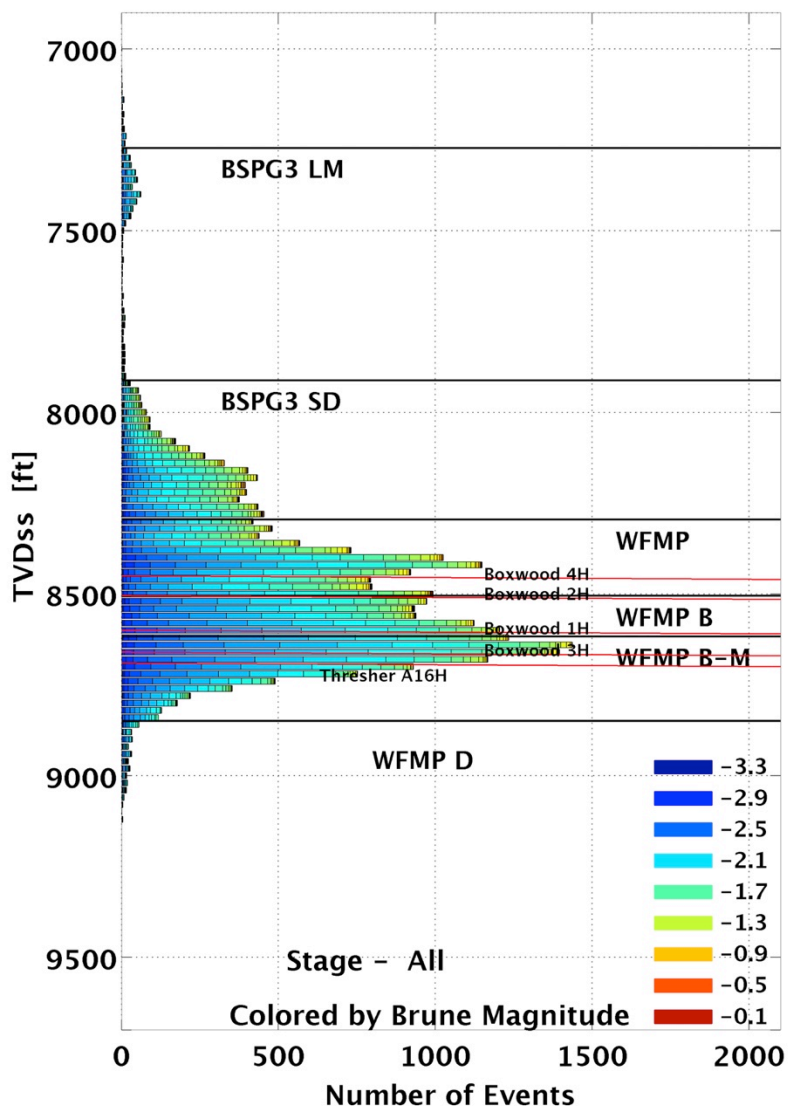 7000
BSPG3 LM
7500
8000
BSPG3 SD
TVDss [ft]
WFMP
Boxwood 4H
8500
Boxwood 2H
WFMP B
Boxwood 1H
Boxwood 3H
WFMP B-M
Thresher A16H
WFMP D
9000
-3.3
-2.9
-2.5
-2.1
-1.7
-1.3
-0.9
-0.5
-0.1
9500
Stage - All
Colored by Brune Magnitude
0 500 1000 1500 2000
Number of Events